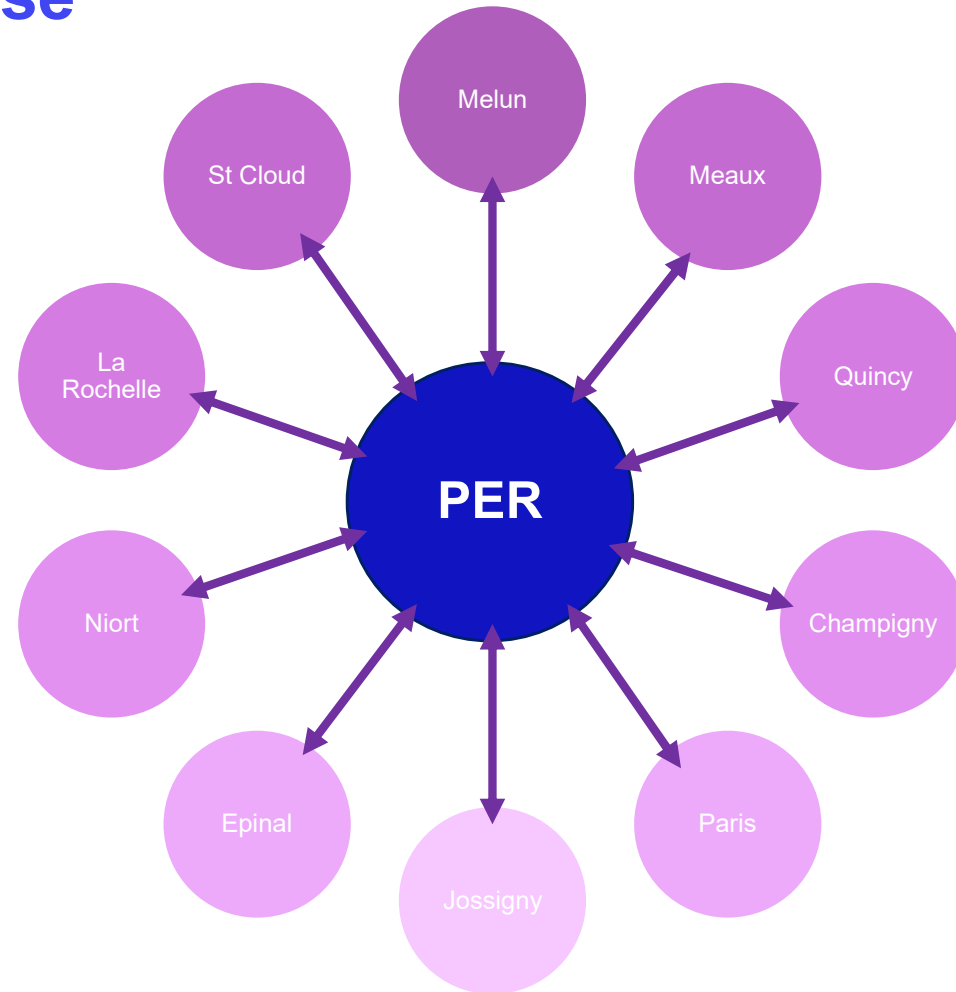 se
Melun
St Cloud
Meaux
La
Rochelle
Quincy
PER
Niort
Champigny
Epinal
Paris
Jossigny